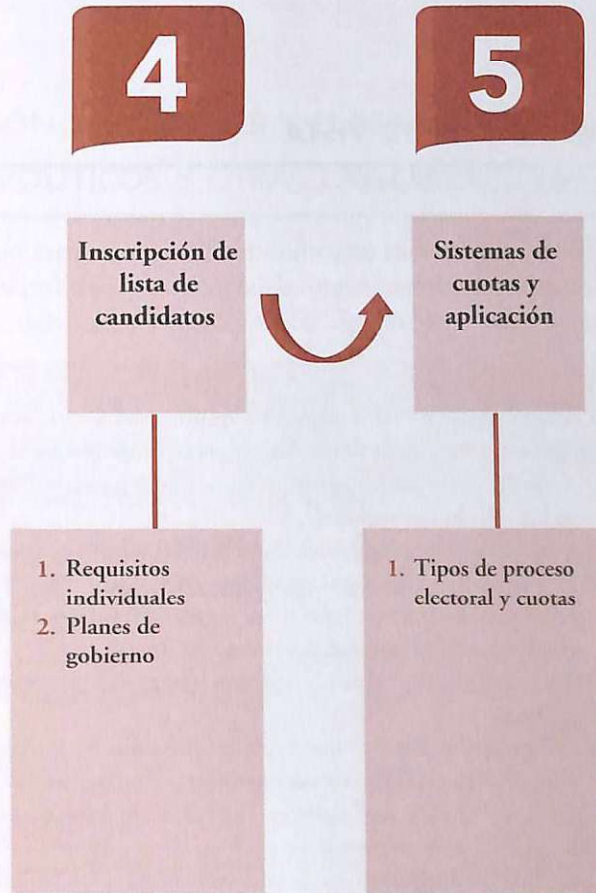 4
Inscripción de
lista de
candidatos
1. Requisitos
individuales
2. Planes de
gobierno
5
Sistemas de
cuotas y
aplicación
1. Tipos de proceso
electoral y cuotas